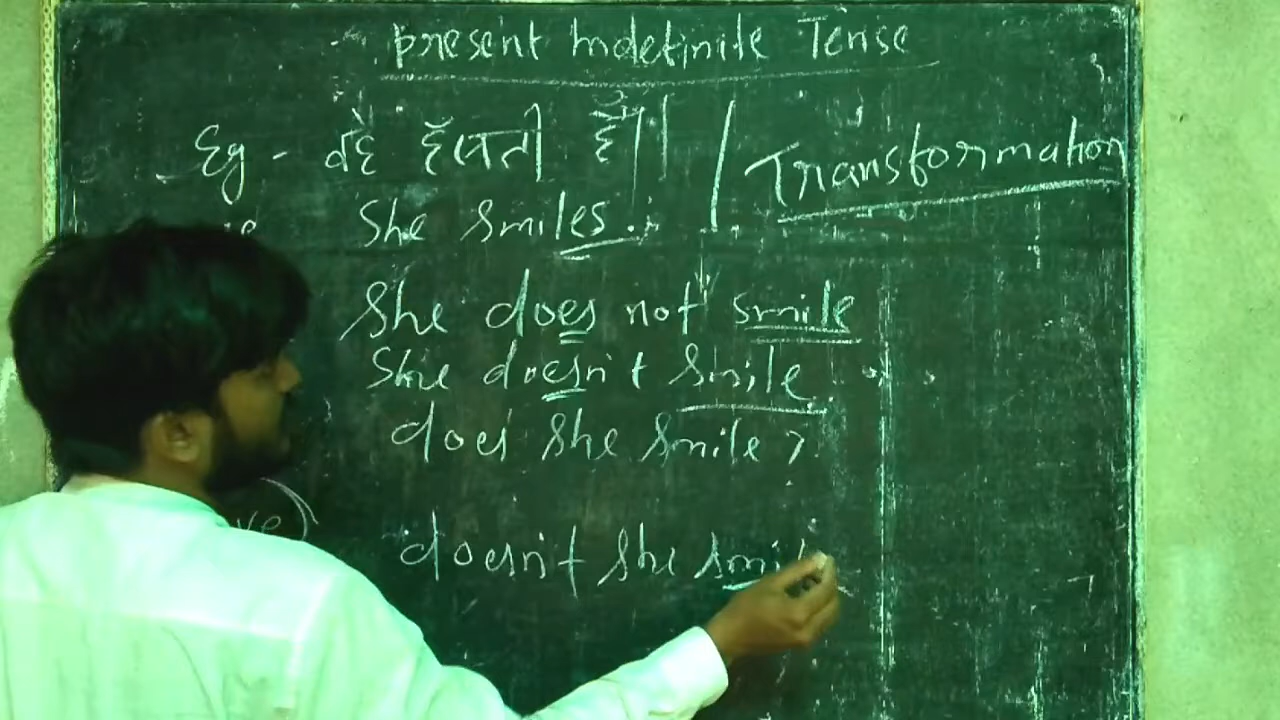 Present Indefinite Tense
Eg - वह हँसती है। / Transformation
She smiles.
She does not smile
She doesn't smile.
does she smile?
doesn't she smil